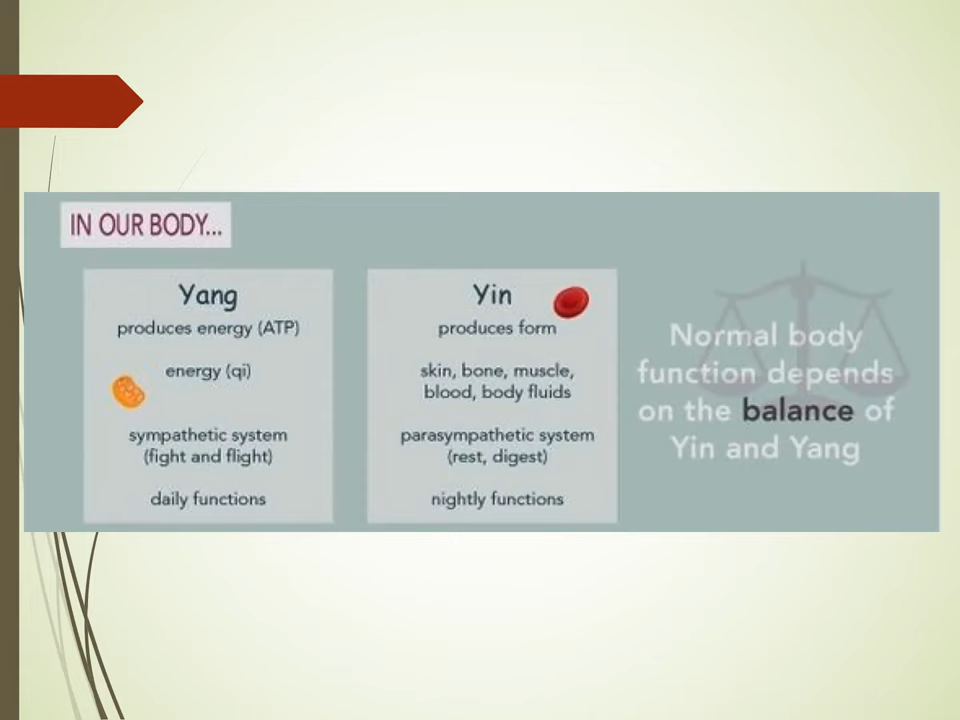 IN OUR BODY...
Yang
produces energy (ATP)
energy (qi)
sympathetic system
(fight and flight)
daily functions
Yin
produces form
skin, bone, muscle,
blood, body fluids
parasympathetic system
(rest, digest)
nightly functions
Normal body
function depends
on the balance of
Yin and Yang